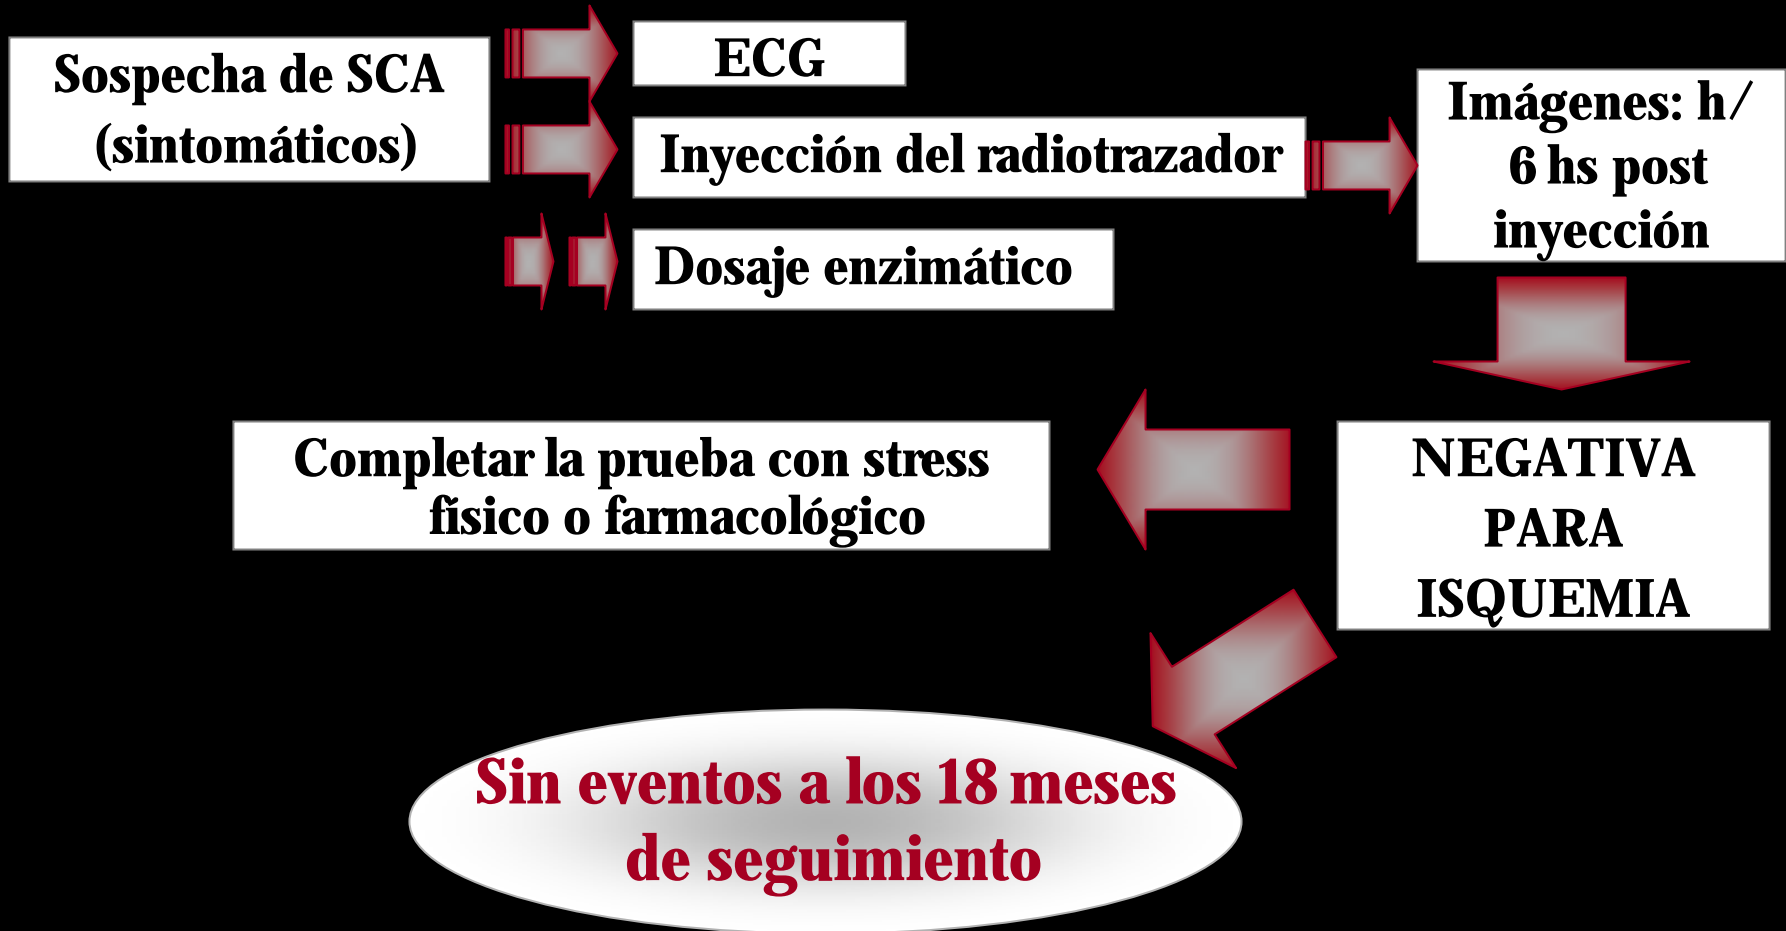 Sospecha de SCA
(sintomáticos)
ECG
Inyección del radiotrazador
Dosaje enzimático
Imágenes: h/
6 hs post
inyección
NEGATIVA
PARA
ISQUEMIA
Completar la prueba con stress
físico o farmacológico
Sin eventos a los 18 meses
de seguimiento